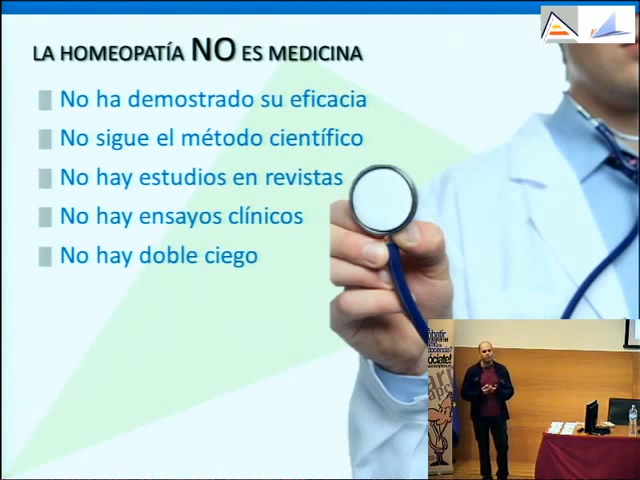 LA HOMEOPATÍA NO ES MEDICINA
No ha demostrado su eficacia
No sigue el método científico
No hay estudios en revistas
No hay ensayos clínicos
No hay doble ciego